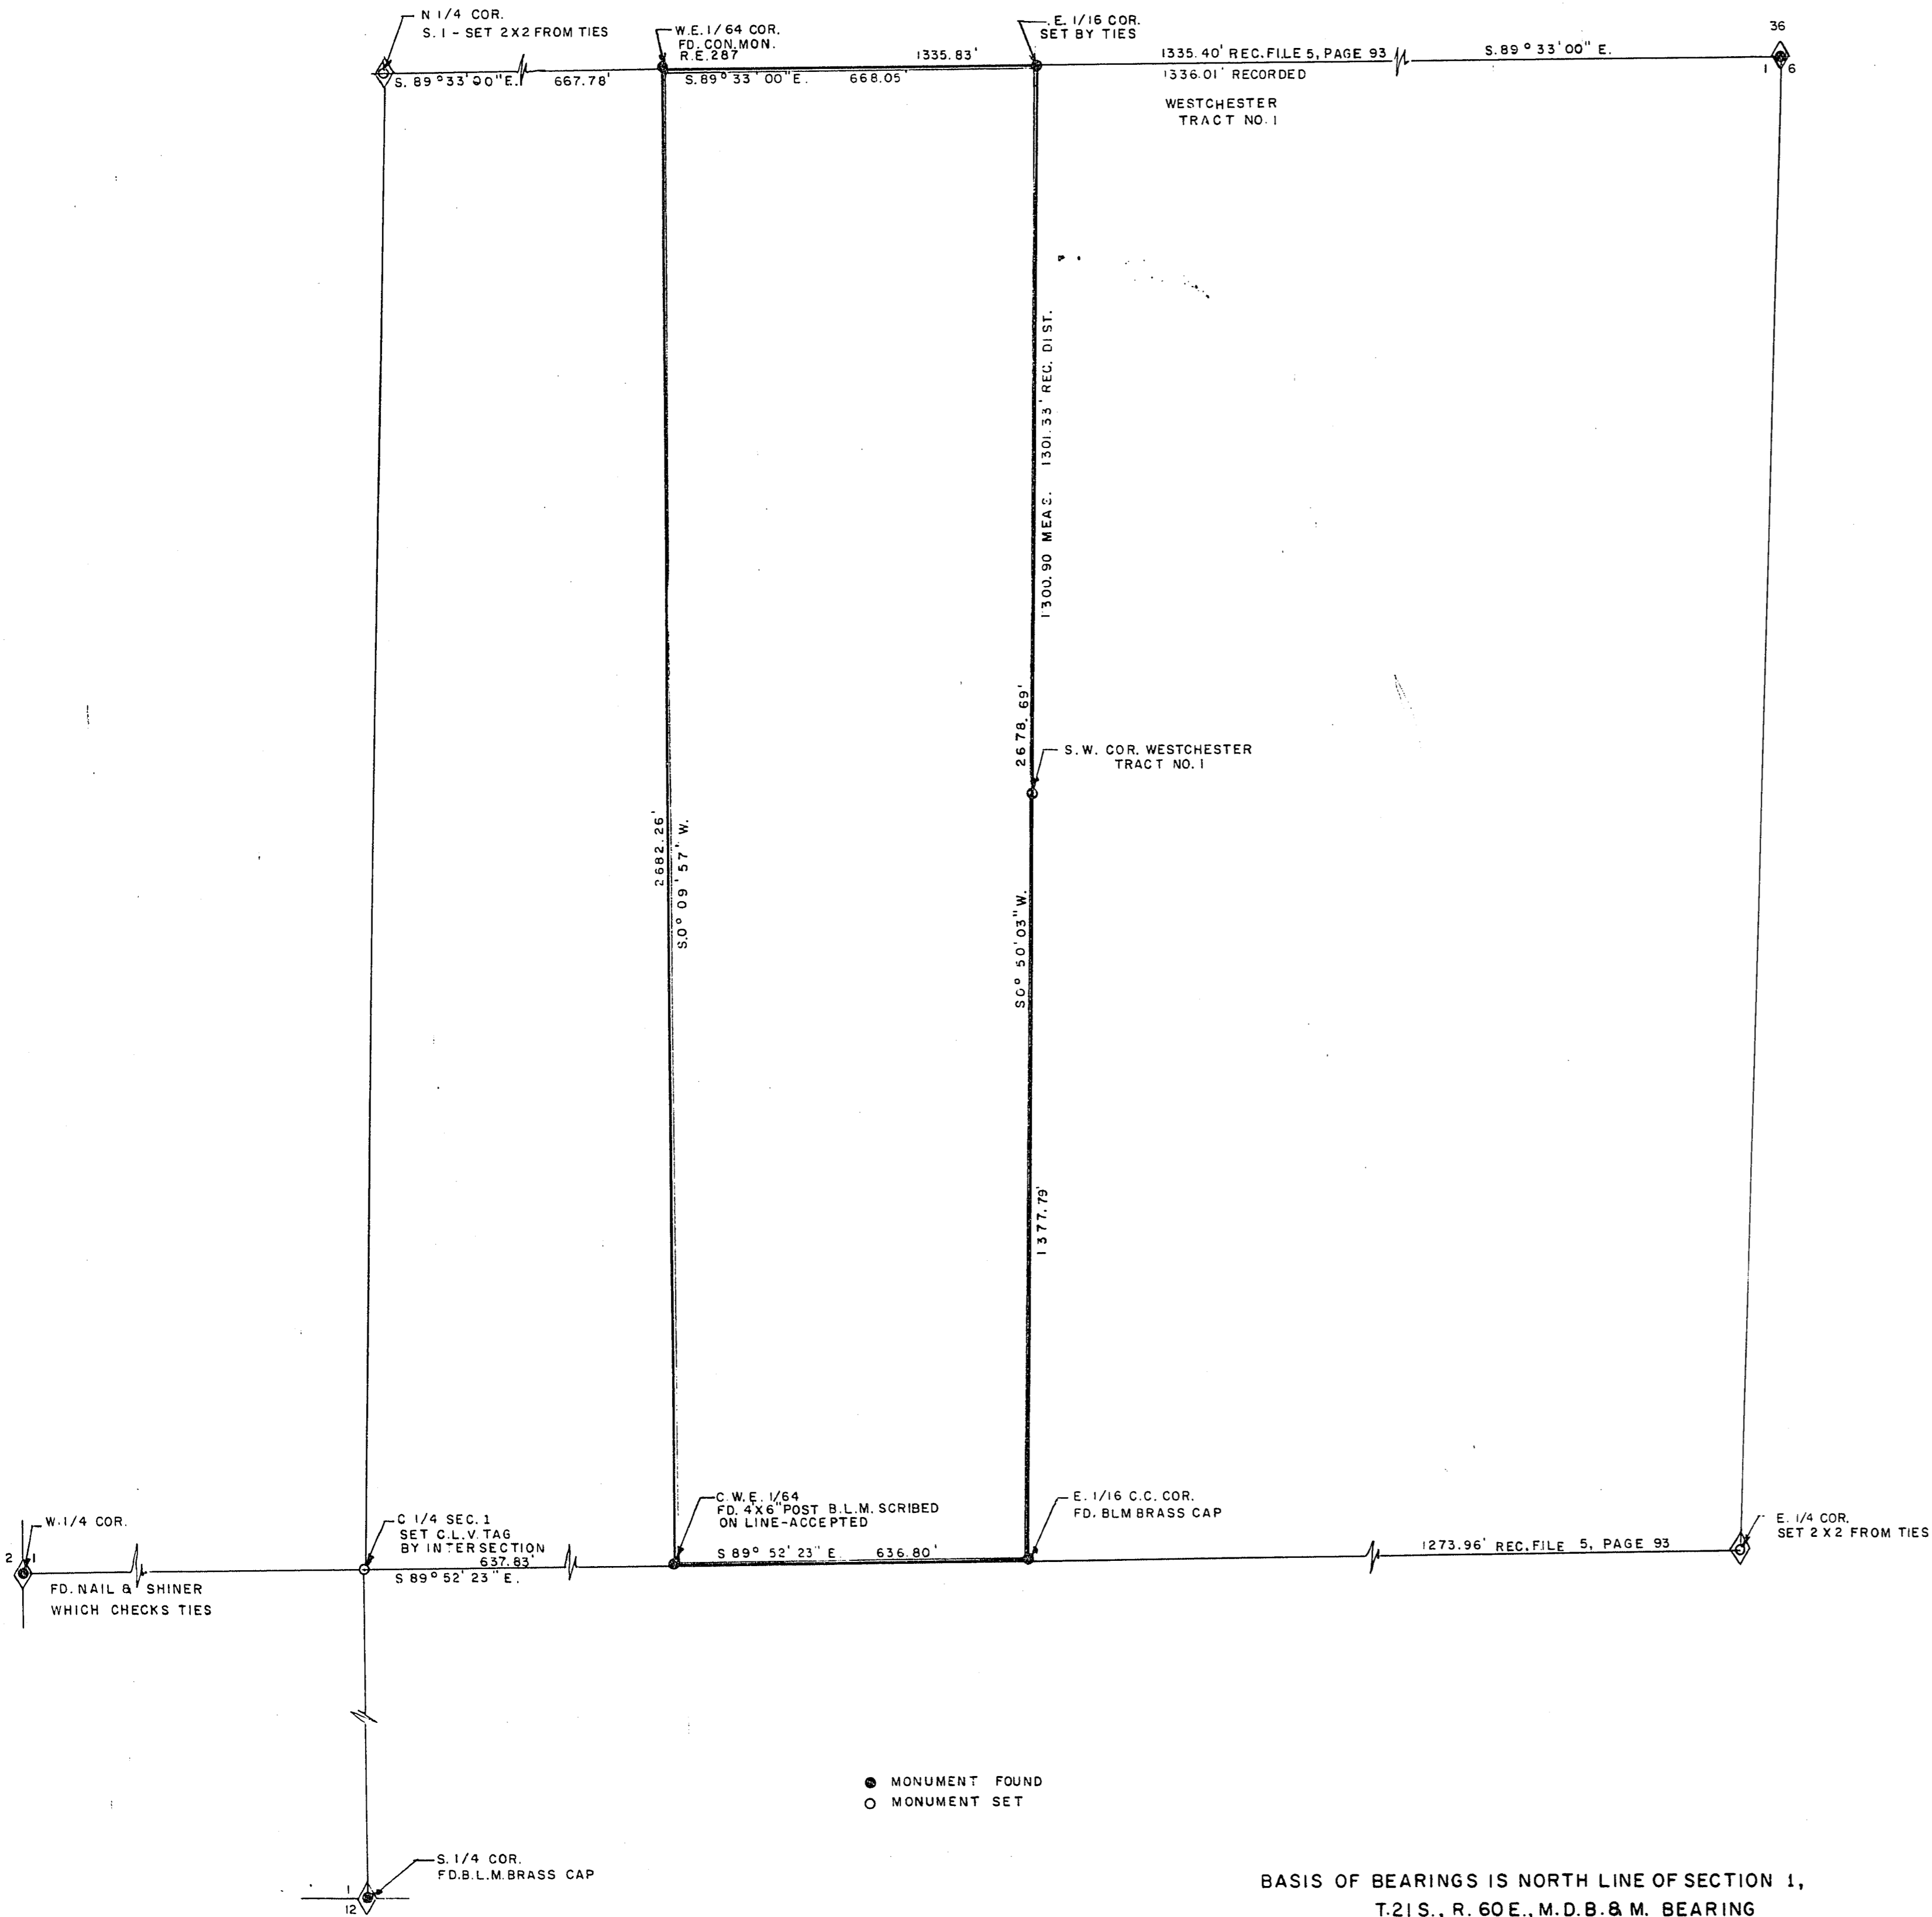 N 1/4 COR.
S. 1 - SET 2X2 FROM TIES
W.E. 1/64 COR.
FD. CON. MON.
R.E. 287
E. 1/16 COR.
SET BY TIES
36
1335.83'
1335.40' REC. FILE 5, PAGE 93
S. 89° 33' 00" E.
S. 89° 33' 00" E.
667.78'
S. 89° 33' 00" E.
668.05'
1336.01' RECORDED
1 6
WESTCHESTER
TRACT NO. 1
1300.90 MEAS. 1301.33' REC. DIST.
2678.69'
S.W. COR. WESTCHESTER
TRACT NO. 1
2682.26'
S.0° 09' 57" W.
S0° 50' 03" W.
1377.79'
W. 1/4 COR.
2 1
FD. NAIL & SHINER
WHICH CHECKS TIES
C 1/4 SEC. 1
SET C.L.V. TAG
BY INTERSECTION
637.83'
S 89° 52' 23" E.
C. W. E. 1/64
FD. 4X6" POST B.L.M. SCRIBED
ON LINE-ACCEPTED
S 89° 52' 23" E 636.80'
E. 1/16 C.C. COR.
FD. BLM BRASS CAP
1273.96' REC. FILE 5, PAGE 93
E. 1/4 COR.
SET 2 X 2 FROM TIES
MONUMENT FOUND
MONUMENT SET
S. 1/4 COR.
FD. B.L.M. BRASS CAP
1
12
BASIS OF BEARINGS IS NORTH LINE OF SECTION 1,
T.21 S., R. 60 E., M.D.B. & M. BEARING